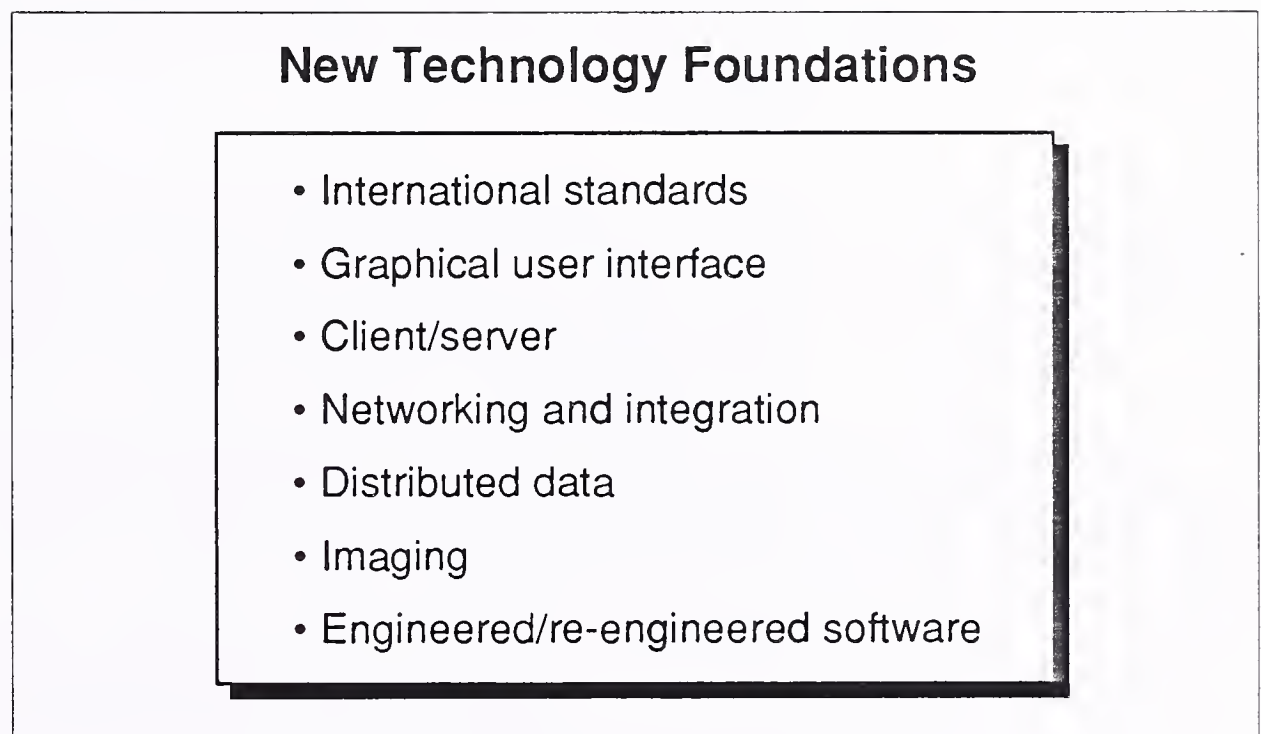 New Technology Foundations
• International standards
• Graphical user interface
• Client/server
• Networking and integration
• Distributed data
• Imaging
• Engineered/re-engineered software